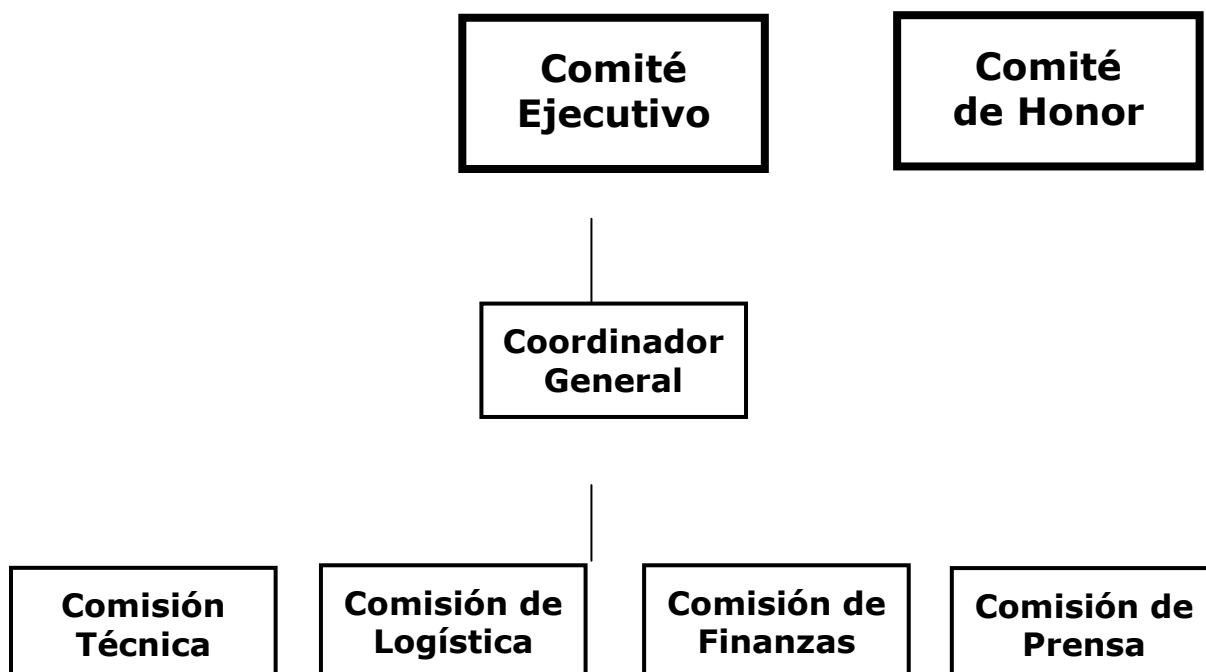 Comité
Ejecutivo
Comité
de Honor
Coordinador
General
Comisión
Técnica
Comisión de
Logística
Comisión de
Finanzas
Comisión de
Prensa